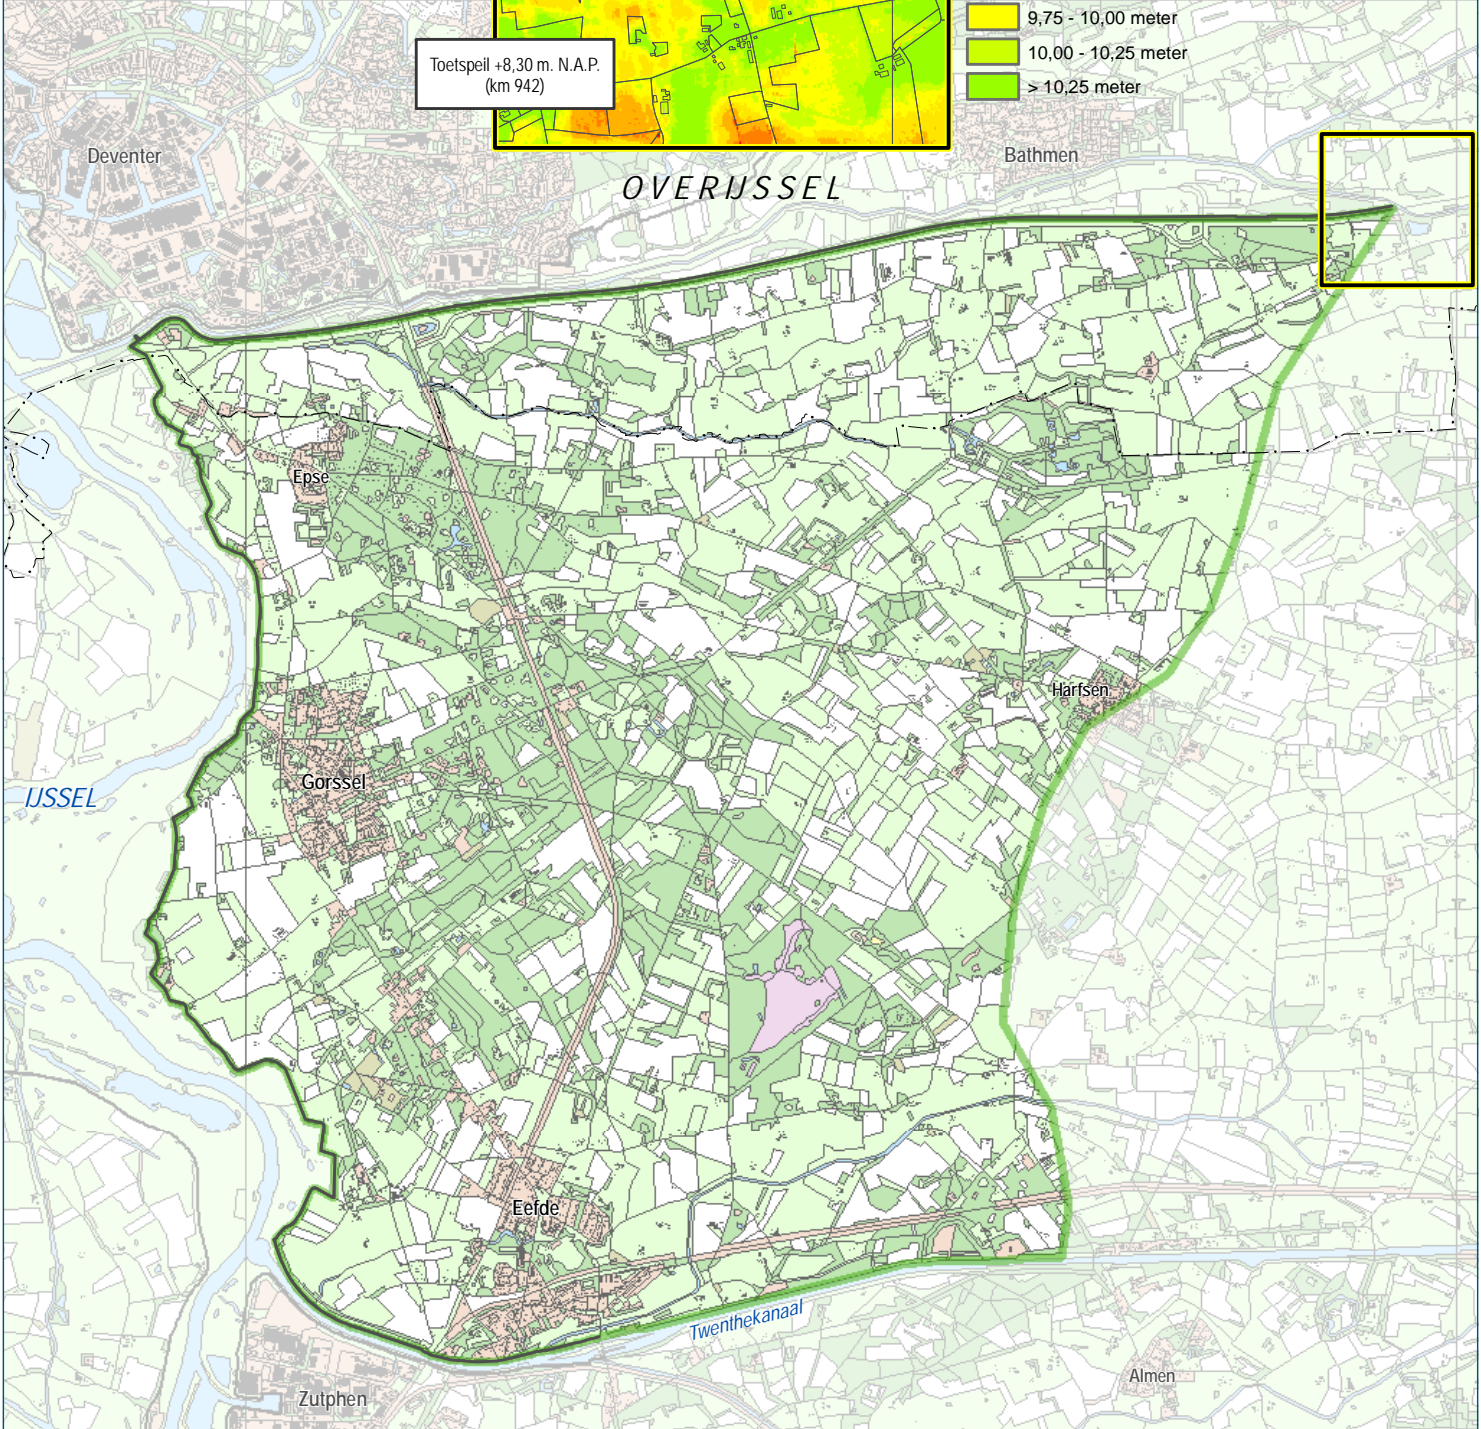 9,75 - 10,00 meter
10,00 - 10,25 meter
> 10,25 meter
Toetspeil +8,30 m. N.A.P.
(km 942)
Deventer
Bathmen
OVERIJSSEL
Epse
Harfsen
Gorssel
IJSSEL
Eefde
Twenthekanaal
Almen
Zutphen